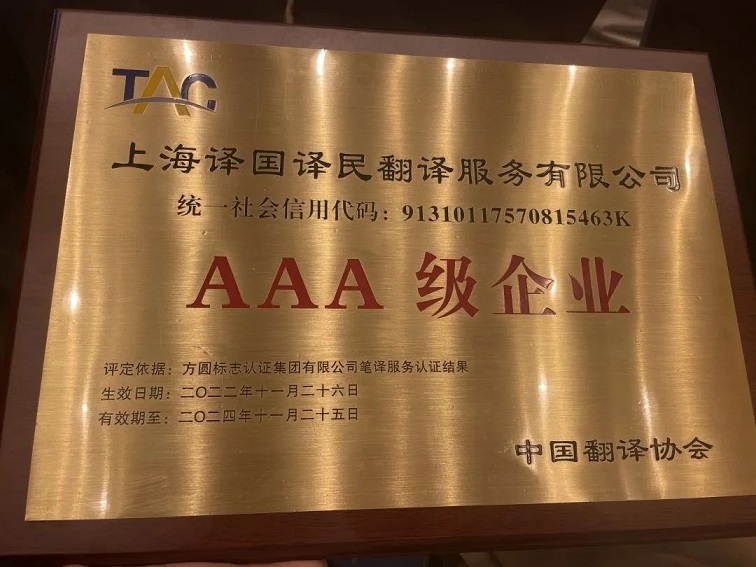 TAC
上海译国译民翻译服务有限公司
统一社会信用代码：91310117570815463K
AAA 级企业
评定依据：方圆标志认证集团有限公司笔译服务认证结果
生效日期：二〇二二年十一月二十六日
有效期至：二〇二四年十一月二十五日
中国翻译协会